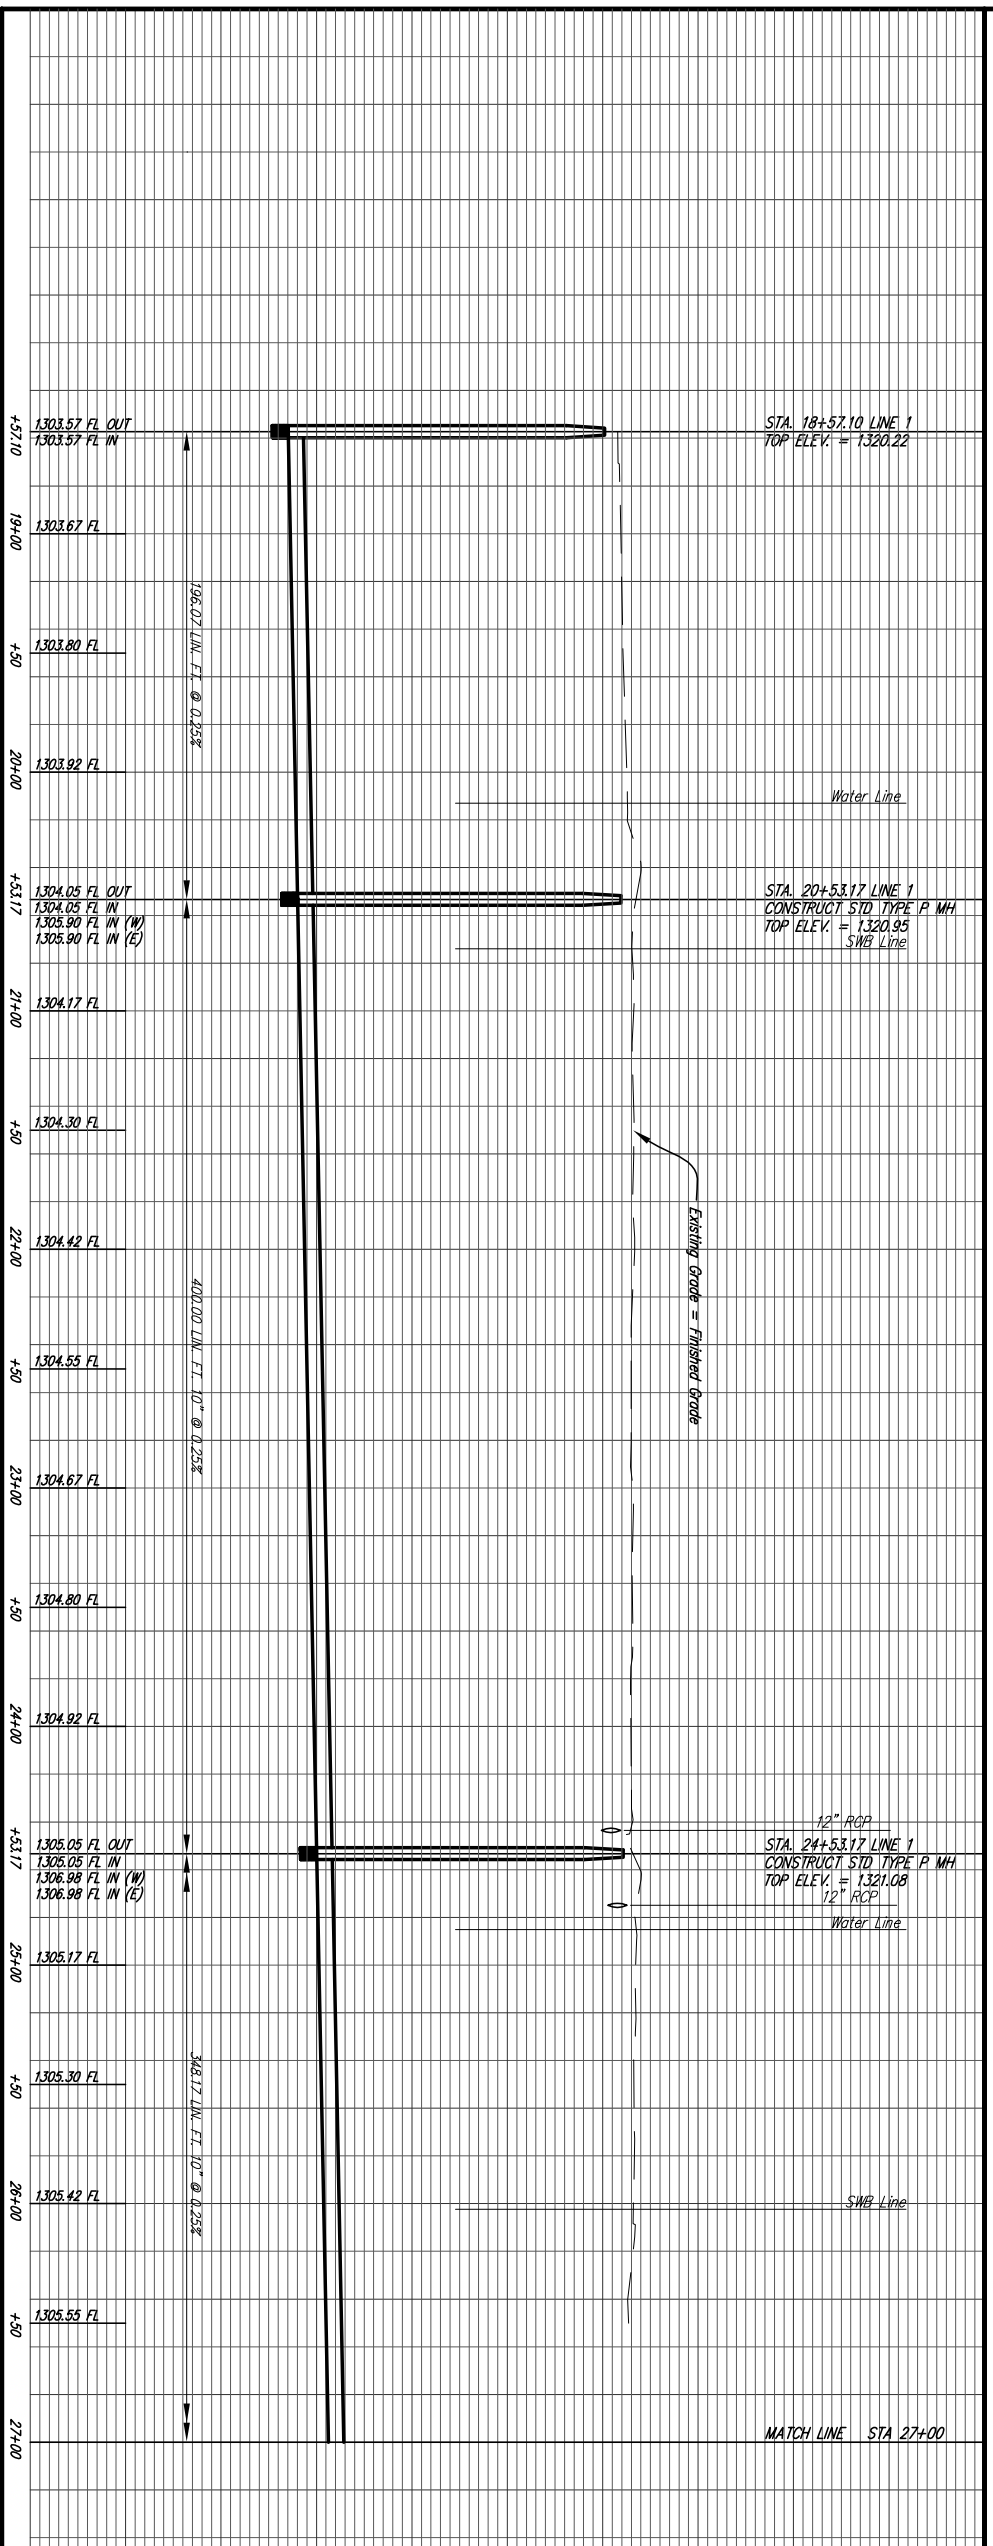 +57.10
1303.57 FL OUT
1303.57 FL IN
STA. 18+57.10 LINE 1
TOP ELEV. = 1320.22
19+00
1303.67 FL
196.07 LIN. FT. @ 0.25%
+50
1303.80 FL
20+00
1303.92 FL
Water Line
+53.17
1304.05 FL OUT
1304.05 FL IN
1305.90 FL IN (W)
1305.90 FL IN (E)
STA. 20+53.17 LINE 1
CONSTRUCT STD TYPE P MH
TOP ELEV. = 1320.95
SWB Line
21+00
1304.17 FL
+50
1304.30 FL
Existing Grade = Finished Grade
22+00
1304.42 FL
400.00 LIN. FT. 10" @ 0.25%
+50
1304.55 FL
23+00
1304.67 FL
+50
1304.80 FL
24+00
1304.92 FL
12" RCP
+53.17
1305.05 FL OUT
1305.05 FL IN
1306.98 FL IN (W)
1306.98 FL IN (E)
STA. 24+53.17 LINE 1
CONSTRUCT STD TYPE P MH
TOP ELEV. = 1321.08
12" RCP
Water Line
25+00
1305.17 FL
+50
1305.30 FL
348.17 LIN. FT. 10" @ 0.25%
26+00
1305.42 FL
SWB Line
+50
1305.55 FL
27+00
MATCH LINE STA 27+00